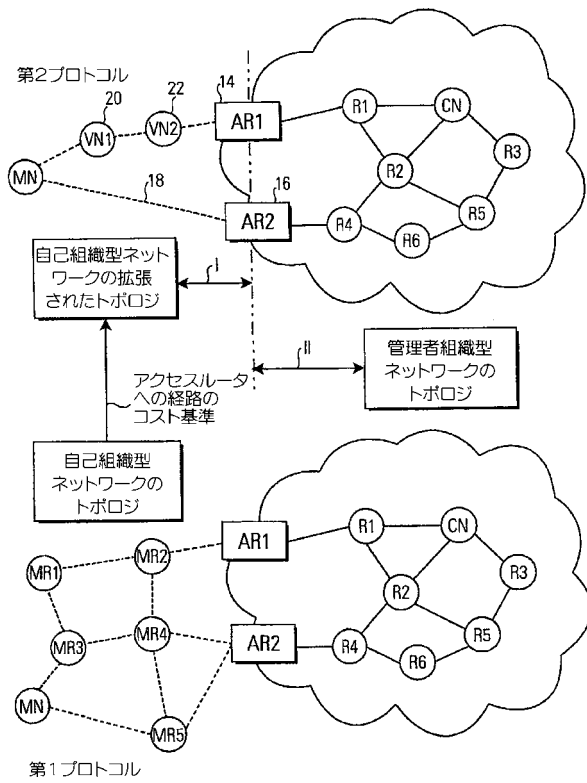 第2プロトコル
20
22
14
VN1
VN2
AR1
MN
18
16
AR2
R1
CN
R2
R3
R4
R5
R6
自己組織型ネット
ワークの拡張
されたトポロジ
I
II
管理者組織型
ネットワークの
トポロジ
アクセスルータ
への経路の
コスト基準
自己組織型
ネットワークの
トポロジ
MR1
MR2
AR1
MR3
MR4
AR2
MN
MR5
R1
CN
R2
R3
R4
R5
R6
第1プロトコル